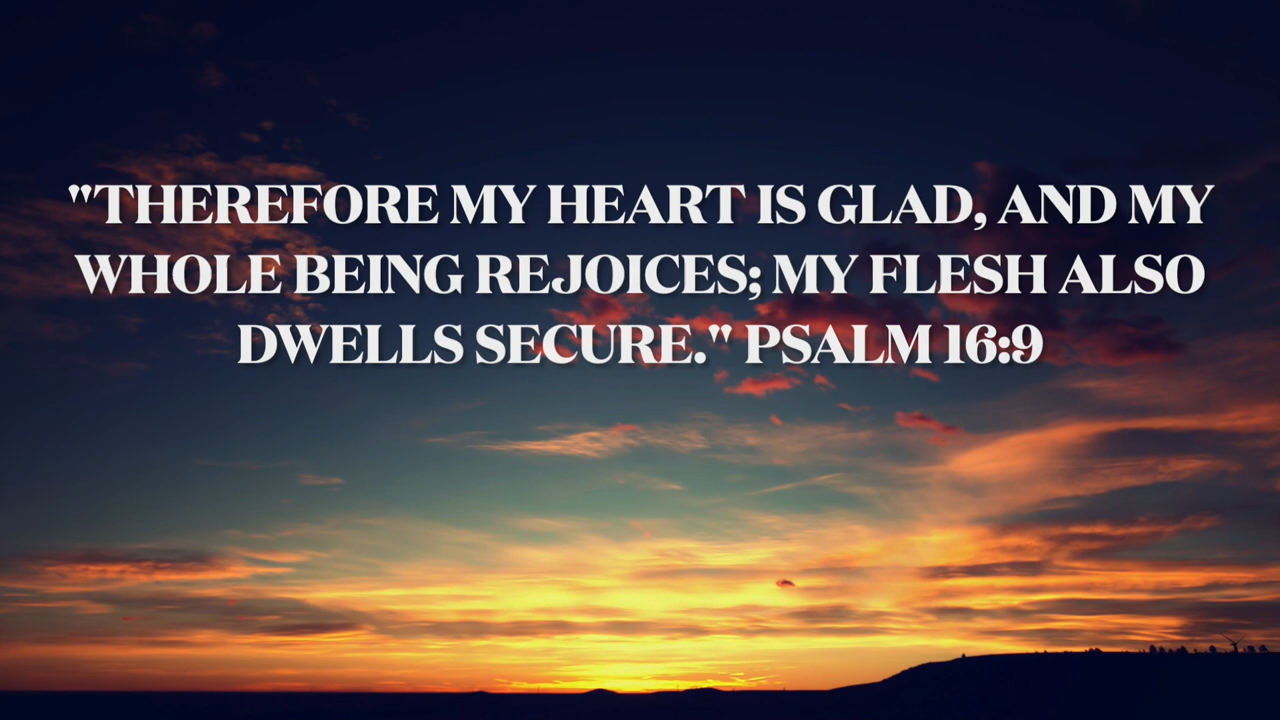 "THEREFORE MY HEART IS GLAD, AND MY
WHOLE BEING REJOICES; MY FLESH ALSO
DWELLS SECURE." PSALM 16:9